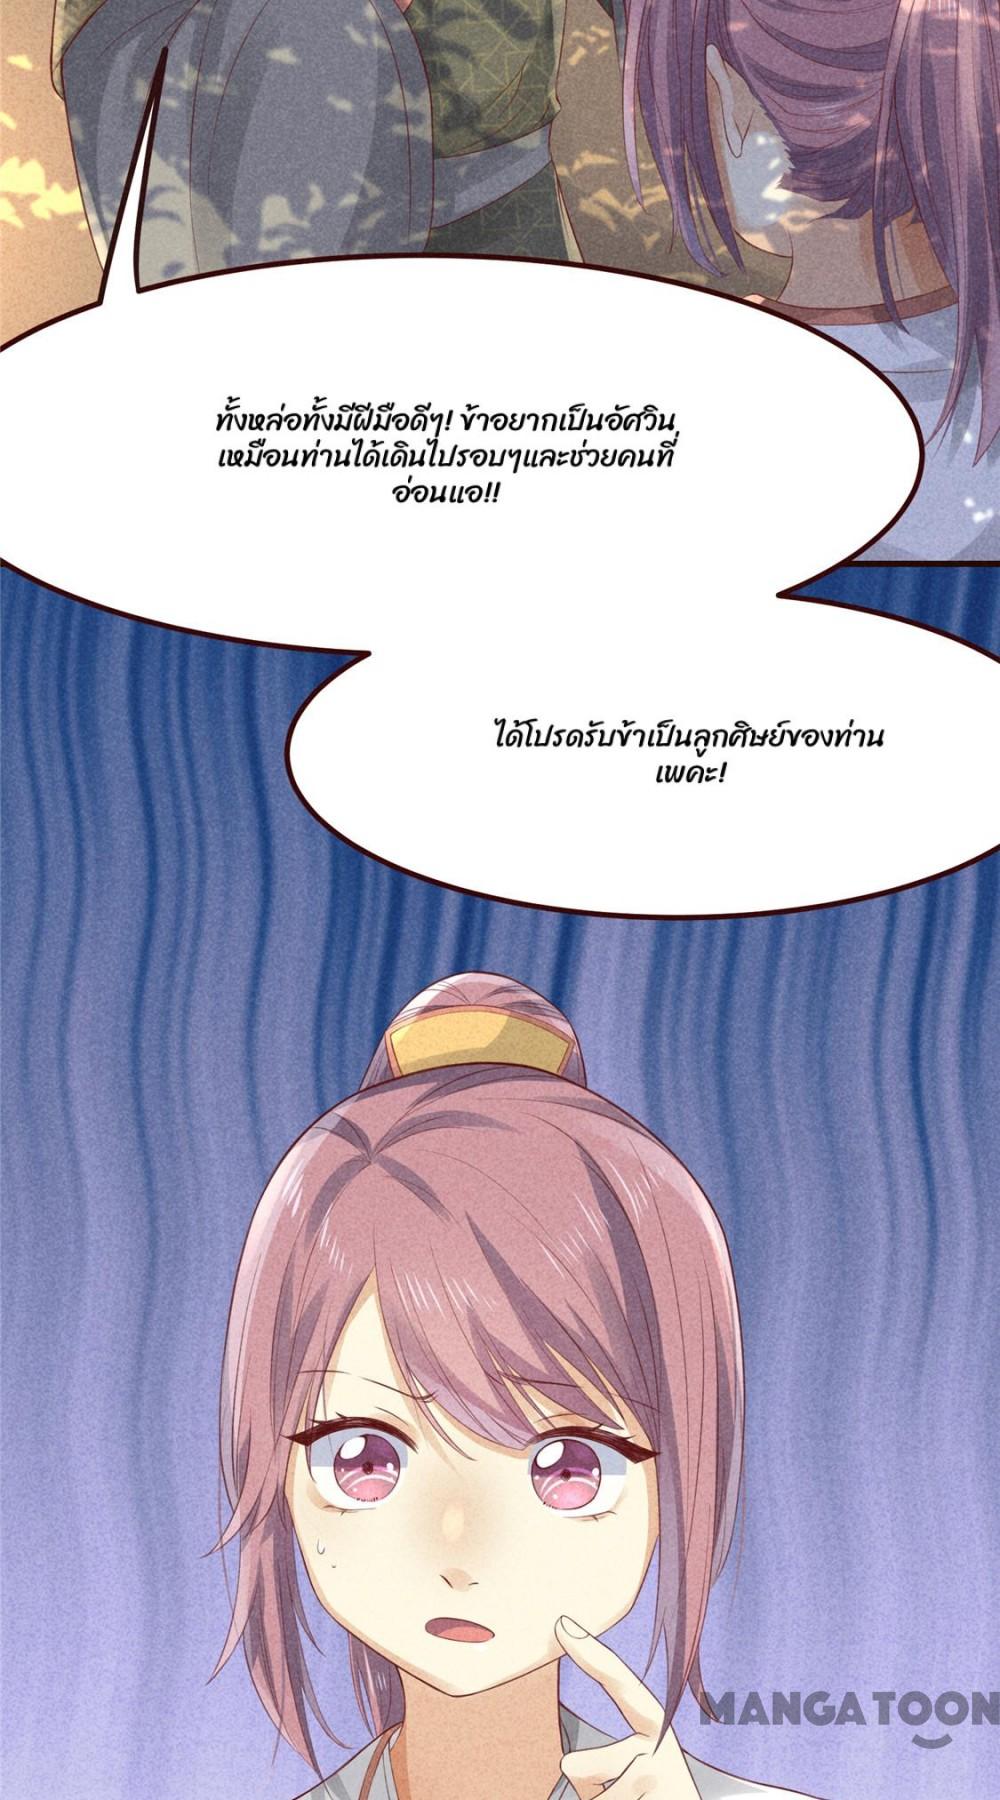 ทั้งหล่อทั้งมีฝีมือดีๆ! ข้าอยากเป็นอัศวิน
เหมือนท่านได้เดินไปรอบๆและช่วยคนที่
อ่อนแอ!!
ได้โปรดรับข้าเป็นลูกศิษย์ของท่าน
เพคะ!
MANGATOON